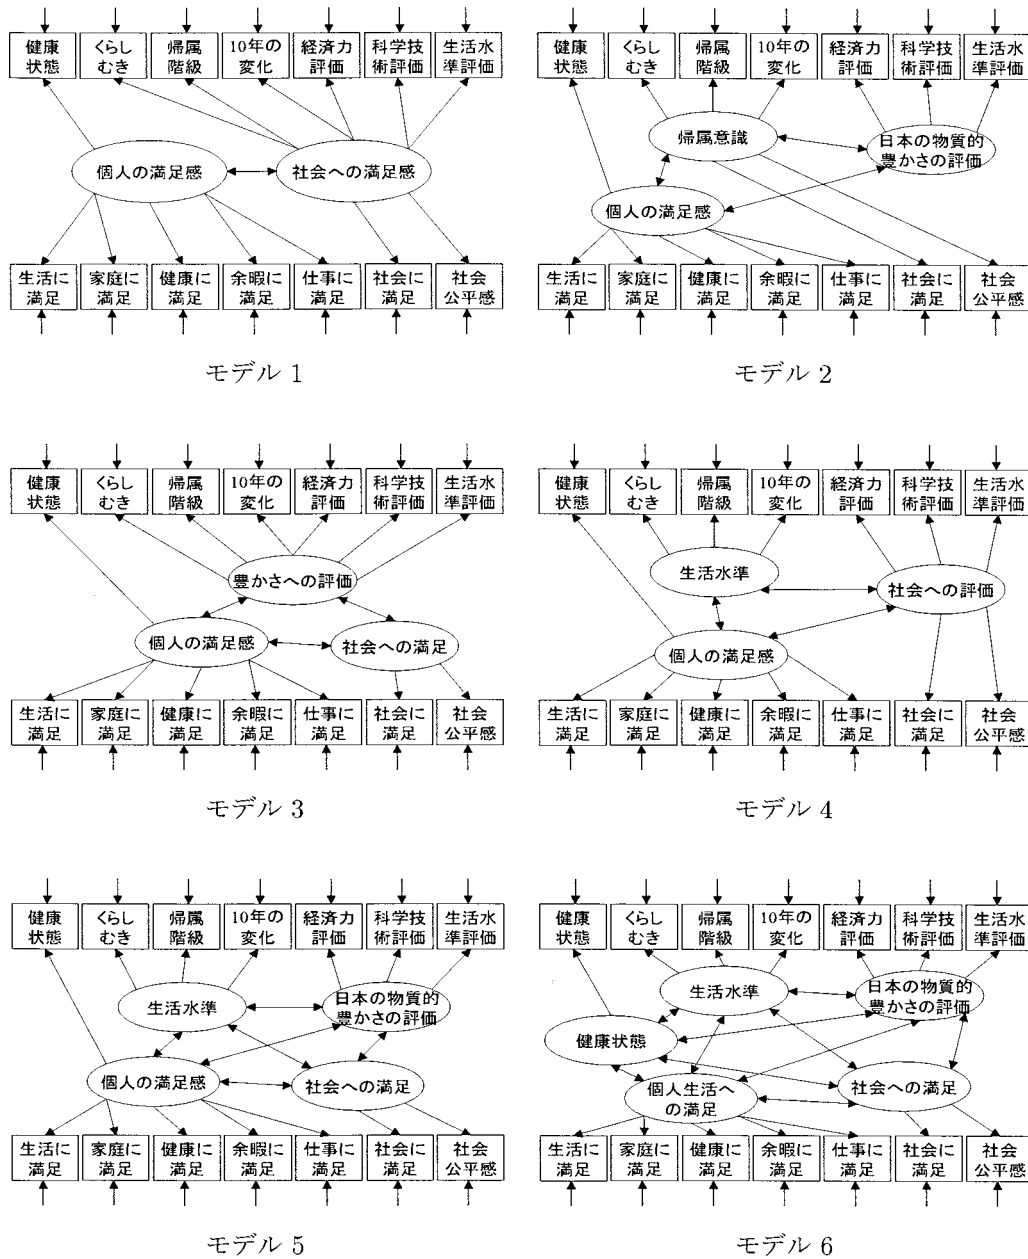 健康
状態
くらし
むき
帰属
階級
10年の
変化
経済力
評価
科学技
術評価
生活水
準評価
個人の満足感
社会への満足感
生活に
満足
家庭に
満足
健康に
満足
余暇に
満足
仕事に
満足
社会に
満足
社会
公平感
モデル 1
健康
状態
くらし
むき
帰属
階級
10年の
変化
経済力
評価
科学技
術評価
生活水
準評価
帰属意識
日本の物質的
豊かさの評価
個人の満足感
生活に
満足
家庭に
満足
健康に
満足
余暇に
満足
仕事に
満足
社会に
満足
社会
公平感
モデル 2
健康
状態
くらし
むき
帰属
階級
10年の
変化
経済力
評価
科学技
術評価
生活水
準評価
豊かさへの評価
個人の満足感
社会への満足
生活に
満足
家庭に
満足
健康に
満足
余暇に
満足
仕事に
満足
社会に
満足
社会
公平感
モデル 3
健康
状態
くらし
むき
帰属
階級
10年の
変化
経済力
評価
科学技
術評価
生活水
準評価
生活水準
社会への評価
個人の満足感
生活に
満足
家庭に
満足
健康に
満足
余暇に
満足
仕事に
満足
社会に
満足
社会
公平感
モデル 4
健康
状態
くらし
むき
帰属
階級
10年の
変化
経済力
評価
科学技
術評価
生活水
準評価
生活水準
日本の物質的
豊かさの評価
個人の満足感
社会への満足
生活に
満足
家庭に
満足
健康に
満足
余暇に
満足
仕事に
満足
社会に
満足
社会
公平感
モデル 5
健康
状態
くらし
むき
帰属
階級
10年の
変化
経済力
評価
科学技
術評価
生活水
準評価
生活水準
日本の物質的
豊かさの評価
健康状態
個人生活へ
の満足
社会への満足
生活に
満足
家庭に
満足
健康に
満足
余暇に
満足
仕事に
満足
社会に
満足
社会
公平感
モデル 6